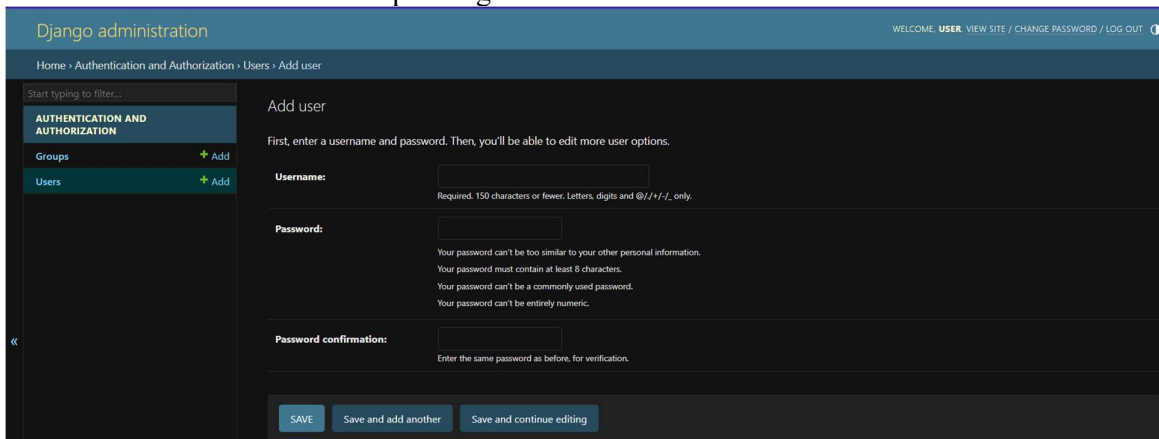 Django administration
WELCOME, USER. VIEW SITE / CHANGE PASSWORD / LOG OUT
Home › Authentication and Authorization › Users › Add user
Start typing to filter...
AUTHENTICATION AND
AUTHORIZATION
Groups + Add
Users + Add
Add user
First, enter a username and password. Then, you'll be able to edit more user options.
Username:
Required. 150 characters or fewer. Letters, digits and @/./+/-/_ only.
Password:
Your password can't be too similar to your other personal information.
Your password must contain at least 8 characters.
Your password can't be a commonly used password.
Your password can't be entirely numeric.
Password confirmation:
Enter the same password as before, for verification.
«
SAVE Save and add another Save and continue editing